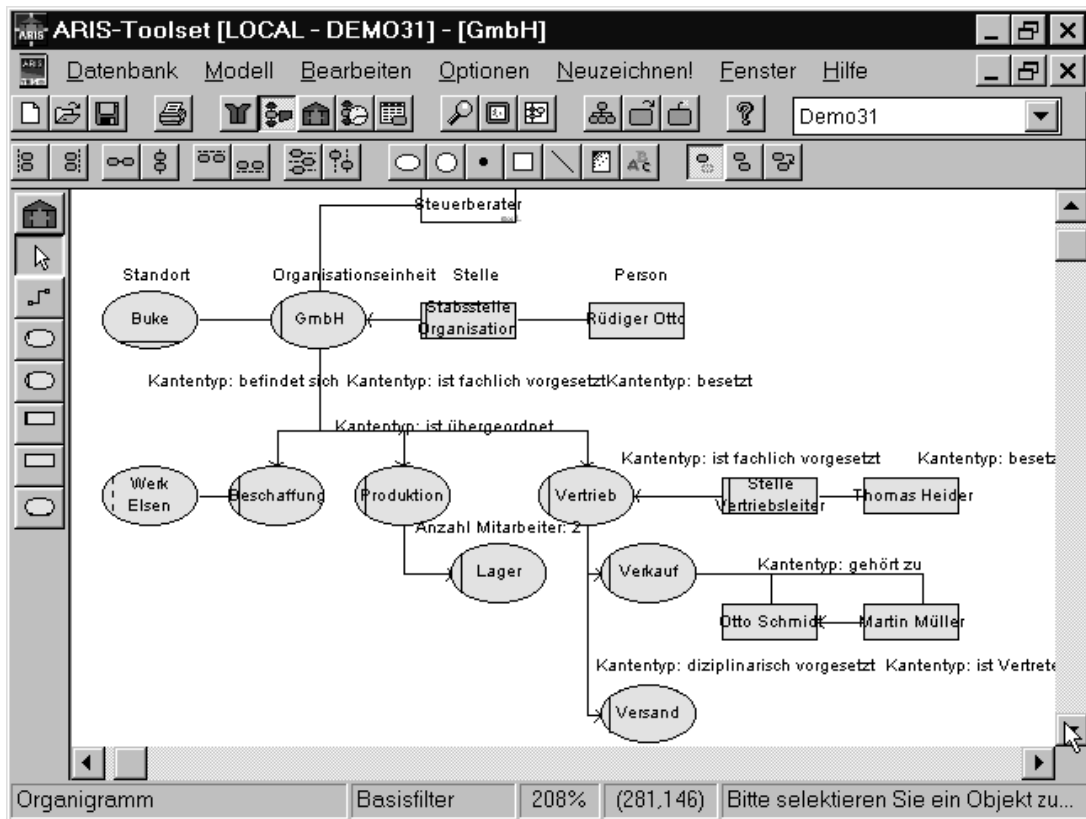 ARIS-Toolset [LOCAL - DEMO31] - [GmbH]
Datenbank Modell Bearbeiten Optionen Neuzeichnen! Fenster Hilfe
Demo31
Steuerberater
Standort Organisationseinheit Stelle Person
Buke GmbH Stabsstelle Organisation Rüdiger Otto
Kantentyp: befindet sich Kantentyp: ist fachlich vorgesetzt Kantentyp: besetzt
Kantentyp: ist übergeordnet
Kantentyp: ist fachlich vorgesetzt Kantentyp: besetz
Werk Elsen Beschaffung Produktion Vertrieb Stelle Vertriebsleiter Thomas Heider
Anzahl Mitarbeiter: 2
Kantentyp: gehört zu
Lager Verkauf
Otto Schmidt Martin Müller
Kantentyp: diziplinarisch vorgesetzt Kantentyp: ist Vertrete
Versand
Organigramm Basisfilter 208% (281,146) Bitte selektieren Sie ein Objekt zu...